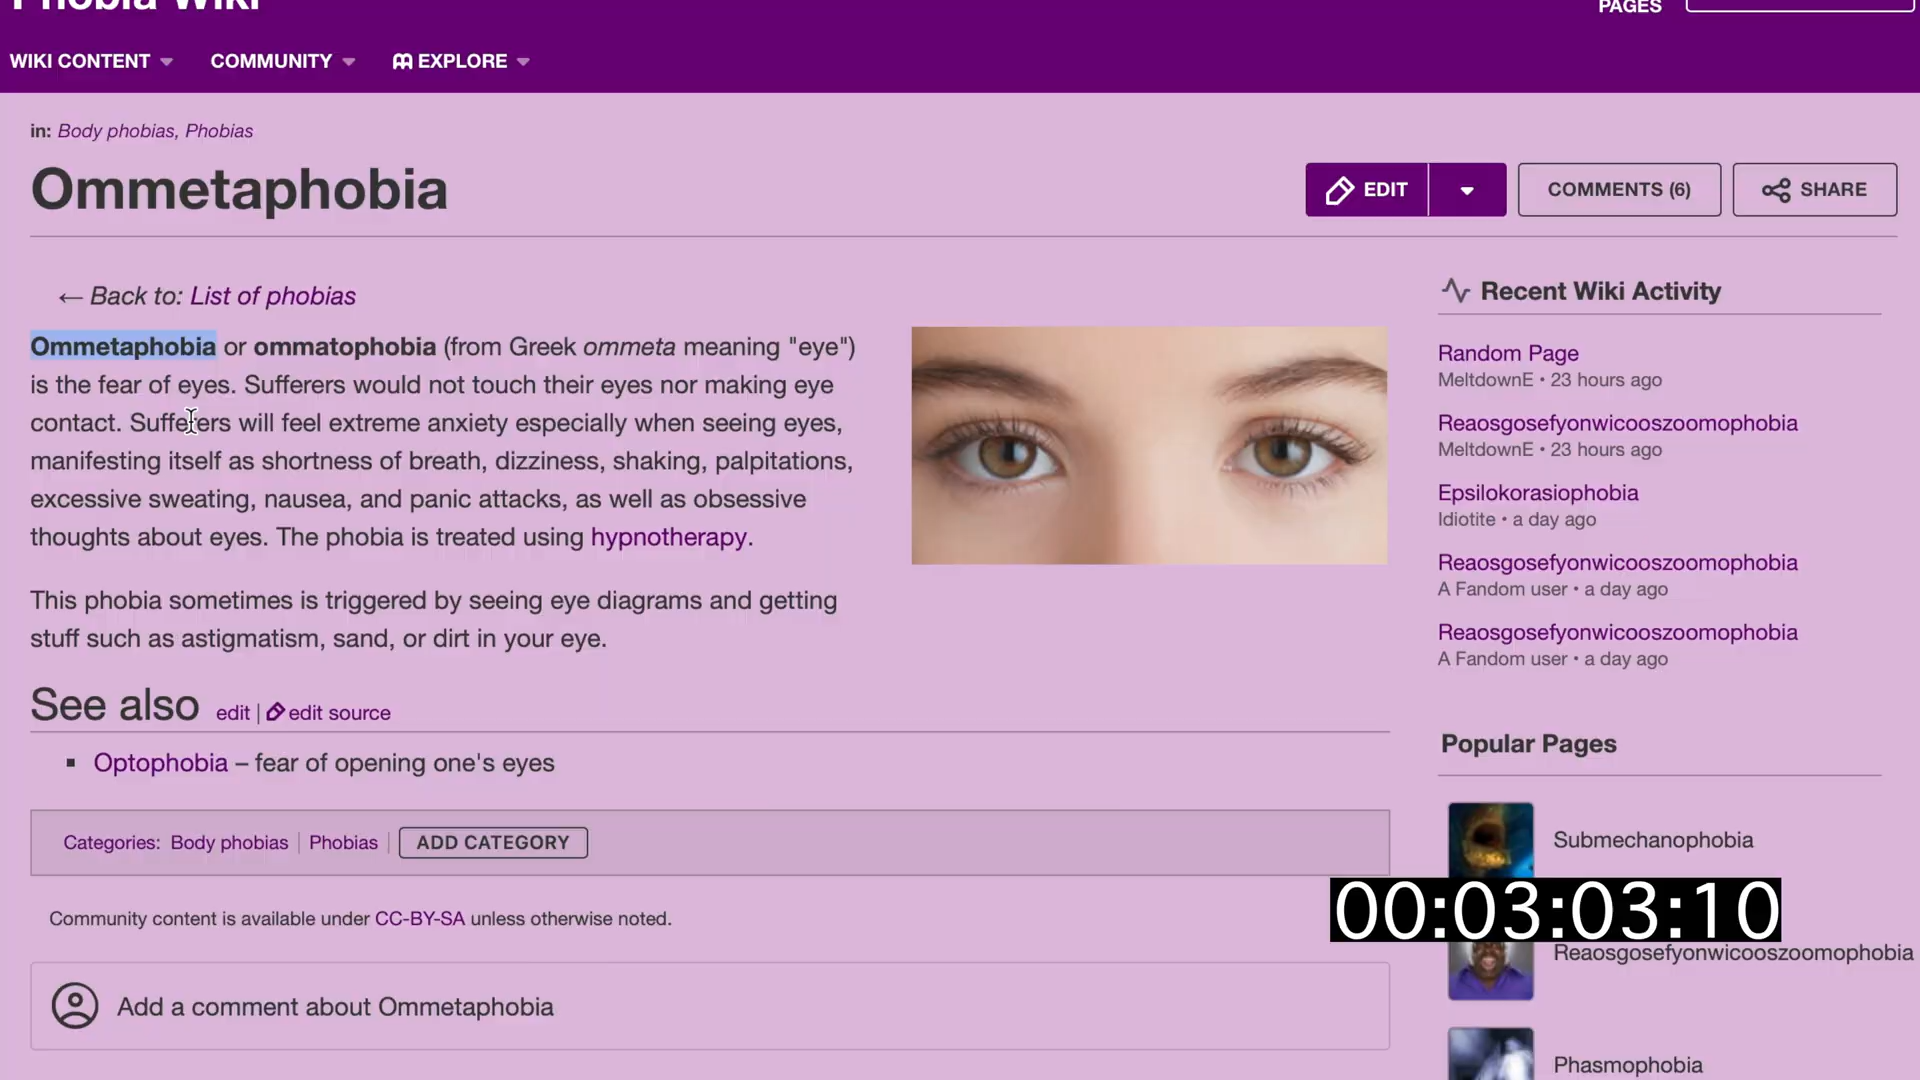 Phobia Wiki
PAGES
WIKI CONTENT
COMMUNITY
EXPLORE
in: Body phobias, Phobias
Ommetaphobia
EDIT
COMMENTS (6)
SHARE
← Back to: List of phobias
Ommetaphobia or ommatophobia (from Greek ommeta meaning "eye")
is the fear of eyes. Sufferers would not touch their eyes nor making eye
contact. Sufferers will feel extreme anxiety especially when seeing eyes,
manifesting itself as shortness of breath, dizziness, shaking, palpitations,
excessive sweating, nausea, and panic attacks, as well as obsessive
thoughts about eyes. The phobia is treated using hypnotherapy.
This phobia sometimes is triggered by seeing eye diagrams and getting
stuff such as astigmatism, sand, or dirt in your eye.
See also edit | edit source
▪ Optophobia – fear of opening one's eyes
Categories: Body phobias | Phobias | ADD CATEGORY
Community content is available under CC-BY-SA unless otherwise noted.
Add a comment about Ommetaphobia
Recent Wiki Activity
Random Page
MeltdownE • 23 hours ago
Reaosgosefyonwicooszoomophobia
MeltdownE • 23 hours ago
Epsilokorasiophobia
Idiotite • a day ago
Reaosgosefyonwicooszoomophobia
A Fandom user • a day ago
Reaosgosefyonwicooszoomophobia
A Fandom user • a day ago
Popular Pages
Submechanophobia
00:03:03:10
Reaosgosefyonwicooszoomophobia
Phasmophobia